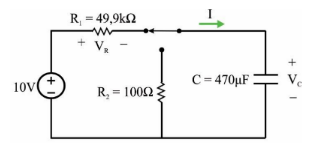 R₁ = 49,9kΩ
I
+ V_R −
10V
+
−
R₂ = 100Ω
C = 470µF
+
V_C
−